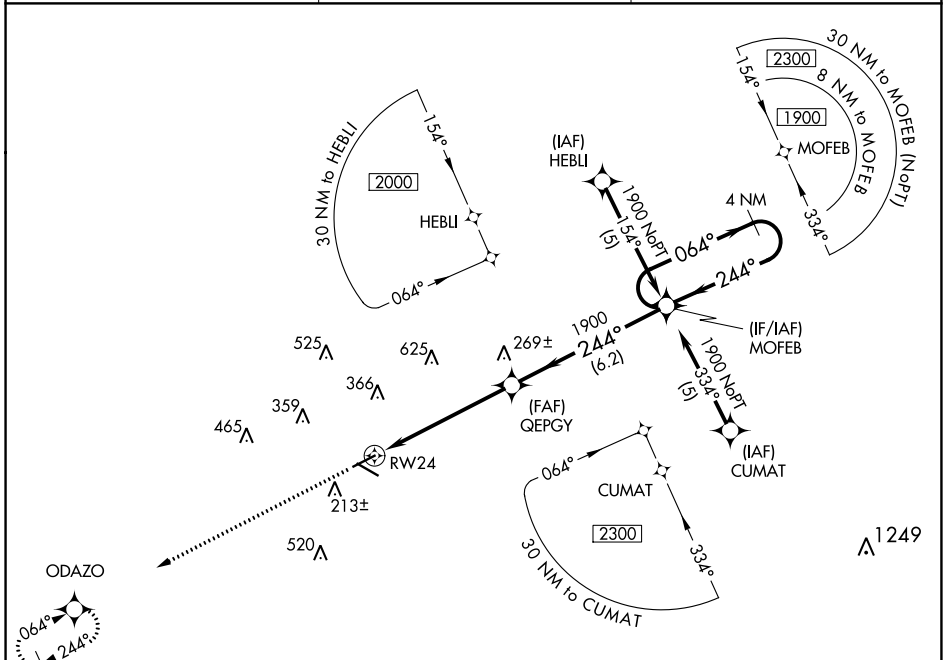 30 NM to MOFEB (NoPT)
2300
8 NM to MOFEB
1900
154°
MOFEB
334°
30 NM to HEBLI
154°
2000
HEBLI
064°
(IAF)
HEBLI
1900 NoPT
154°
(5)
4 NM
064°
244°
(IF/IAF)
MOFEB
1900
244°
(6.2)
1900 NoPT
334°
(5)
(IAF)
CUMAT
525
625
269±
366
359
465
(FAF)
QEPGY
RW24
213±
520
064°
CUMAT
2300
334°
30 NM to CUMAT
1249
ODAZO
064°
244°